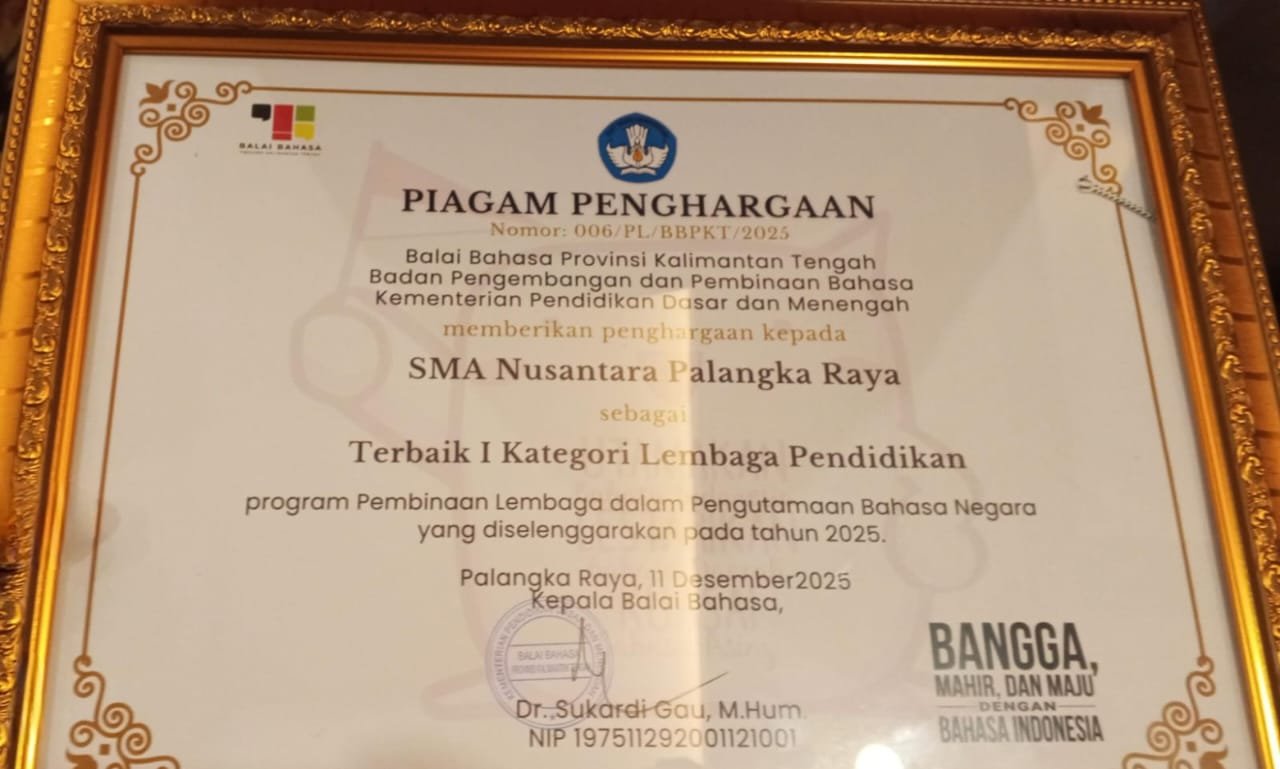 BALAI BAHASA
PIAGAM PENGHARGAAN
Nomor: 006/PL/BBPKT/2025
Balai Bahasa Provinsi Kalimantan Tengah
Badan Pengembangan dan Pembinaan Bahasa
Kementerian Pendidikan Dasar dan Menengah
memberikan penghargaan kepada
SMA Nusantara Palangka Raya
sebagai
Terbaik I Kategori Lembaga Pendidikan
program Pembinaan Lembaga dalam Pengutamaan Bahasa Negara
yang diselenggarakan pada tahun 2025.
Palangka Raya, 11 Desember2025
Kepala Balai Bahasa,
BALAI BAHASA
Dr. Sukardi Gau, M.Hum.
NIP 197511292001121001
BANGGA,
MAHIR, DAN MAJU
DENGAN
BAHASA INDONESIA